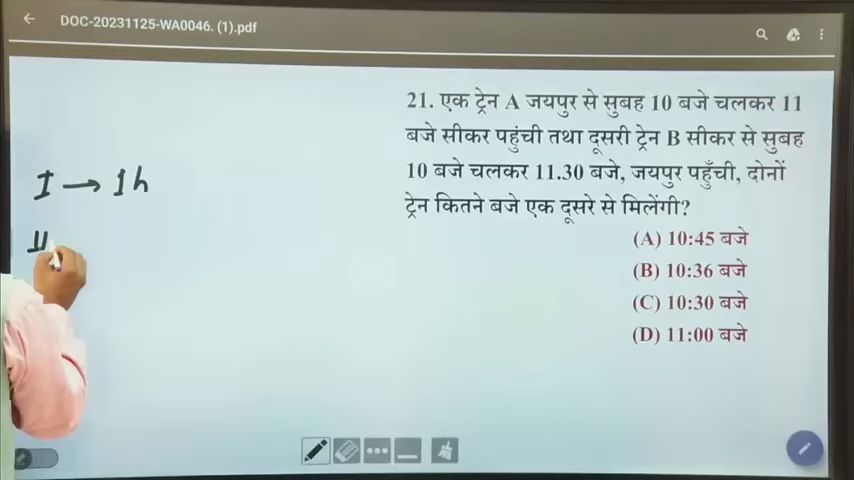 DOC-20231125-WA0046. (1).pdf
21. एक ट्रेन A जयपुर से सुबह 10 बजे चलकर 11
बजे सीकर पहुंची तथा दूसरी ट्रेन B सीकर से सुबह
10 बजे चलकर 11.30 बजे, जयपुर पहुँची, दोनों
ट्रेन कितने बजे एक दूसरे से मिलेंगी?
(A) 10:45 बजे
(B) 10:36 बजे
(C) 10:30 बजे
(D) 11:00 बजे
I → 1h
II